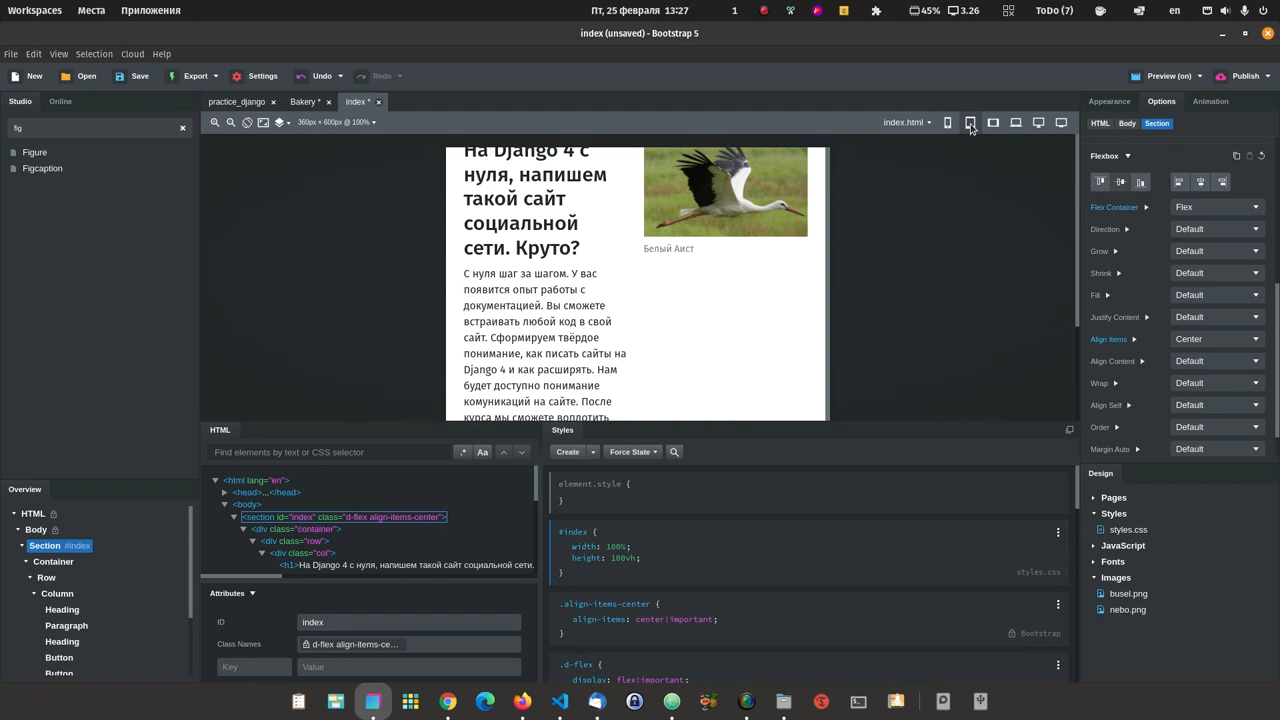 Workspaces
Места
Приложения
Пт, 25 февраля 13:27
1
45%
3.26
ToDo (7)
en
index (unsaved) - Bootstrap 5
File Edit View Selection Cloud Help
New
Open
Save
Export
Settings
Undo
Redo
Preview (on)
Publish
Studio
Online
fig
Figure
Figcaption
practice_django
Bakery *
index *
360px × 600px @ 100%
index.html
На Django 4 с
нуля, напишем
такой сайт
социальной
сети. Круто?
С нуля шаг за шагом. У вас
появится опыт работы с
документацией. Вы сможете
встраивать любой код в свой
сайт. Сформируем твёрдое
понимание, как писать сайты на
Django 4 и как расширять. Нам
будет доступно понимание
комуникаций на сайте. После
курса мы сможете воплотить
Белый Аист
Appearance
Options
Animation
HTML
Body
Section
Flexbox
Flex Container
Flex
Direction
Default
Grow
Default
Shrink
Default
Fill
Default
Justify Content
Default
Align Items
Center
Align Content
Default
Wrap
Default
Align Self
Default
Order
Default
Margin Auto
Default
Overview
HTML
Body
Section #index
Container
Row
Column
Heading
Paragraph
Heading
Button
Button
HTML
Find elements by text or CSS selector
.*
Aa
<html lang="en">
<head>...</head>
<body>
<section id="index" class="d-flex align-items-center">
<div class="container">
<div class="row">
<div class="col">
<h1>На Django 4 с нуля, напишем такой сайт социальной сети.
Attributes
ID
index
Class Names
d-flex align-items-ce...
Key
Value
Styles
Create
Force State
element.style {
}
#index {
width: 100%;
height: 100vh;
}
styles.css
.align-items-center {
align-items: center!important;
}
Bootstrap
.d-flex {
display: flex!important;
Design
Pages
Styles
styles.css
JavaScript
Fonts
Images
busel.png
nebo.png